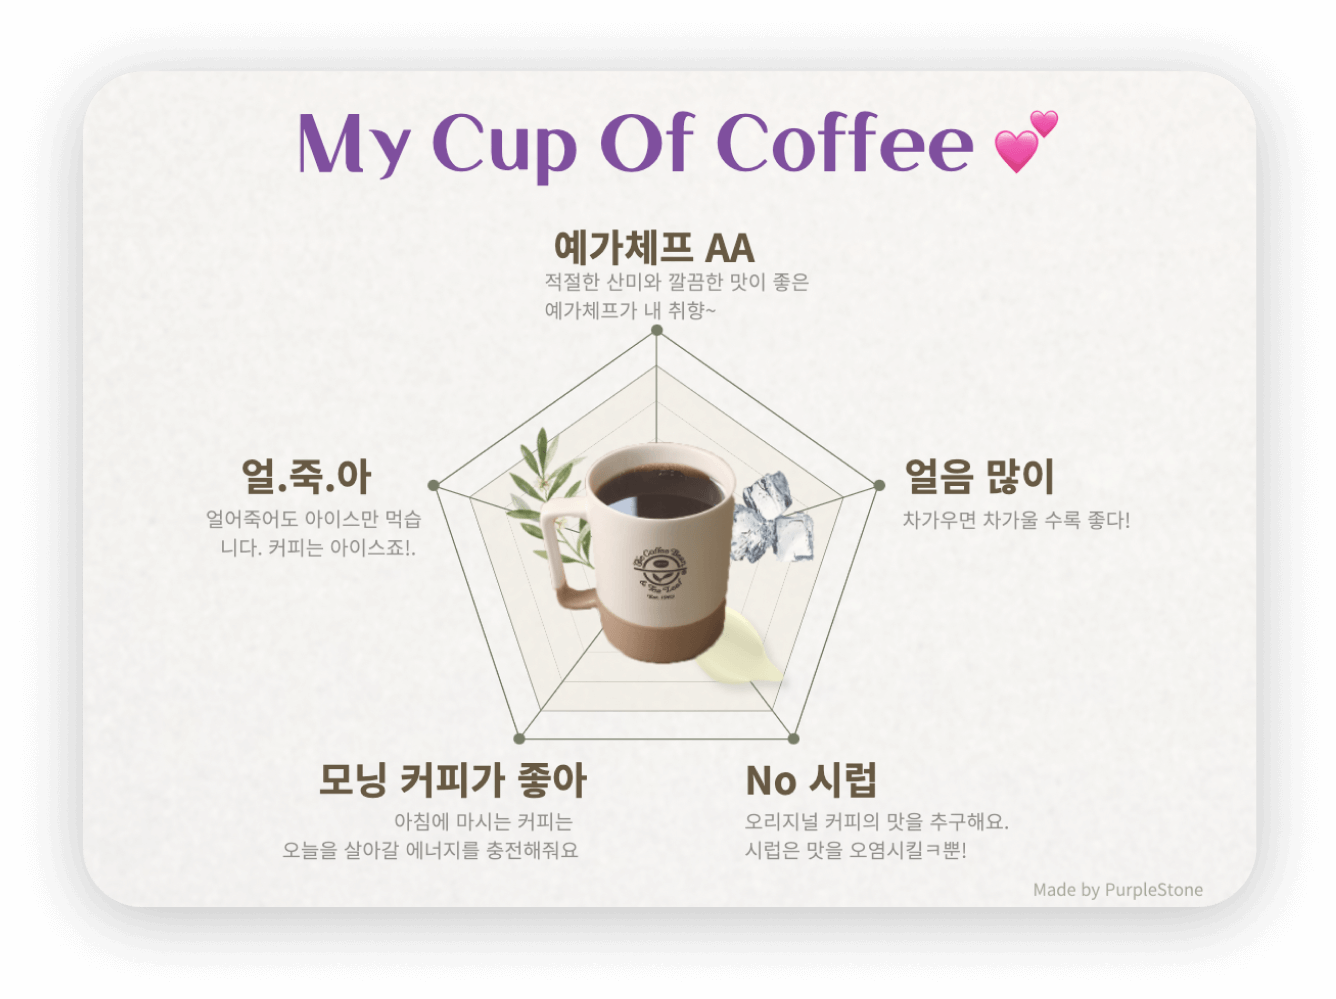 My Cup Of Coffee 💕
예가체프 AA
적절한 산미와 깔끔한 맛이 좋은
예가체프가 내 취향~
얼.죽.아
얼어죽어도 아이스만 먹습
니다. 커피는 아이스죠!.
얼음 많이
차가우면 차가울 수록 좋다!
The Coffee Bean
& Tea Leaf
모닝 커피가 좋아
아침에 마시는 커피는
오늘을 살아갈 에너지를 충전해줘요
No 시럽
오리지널 커피의 맛을 추구해요.
시럽은 맛을 오염시킬ㅋ뿐!
Made by PurpleStone